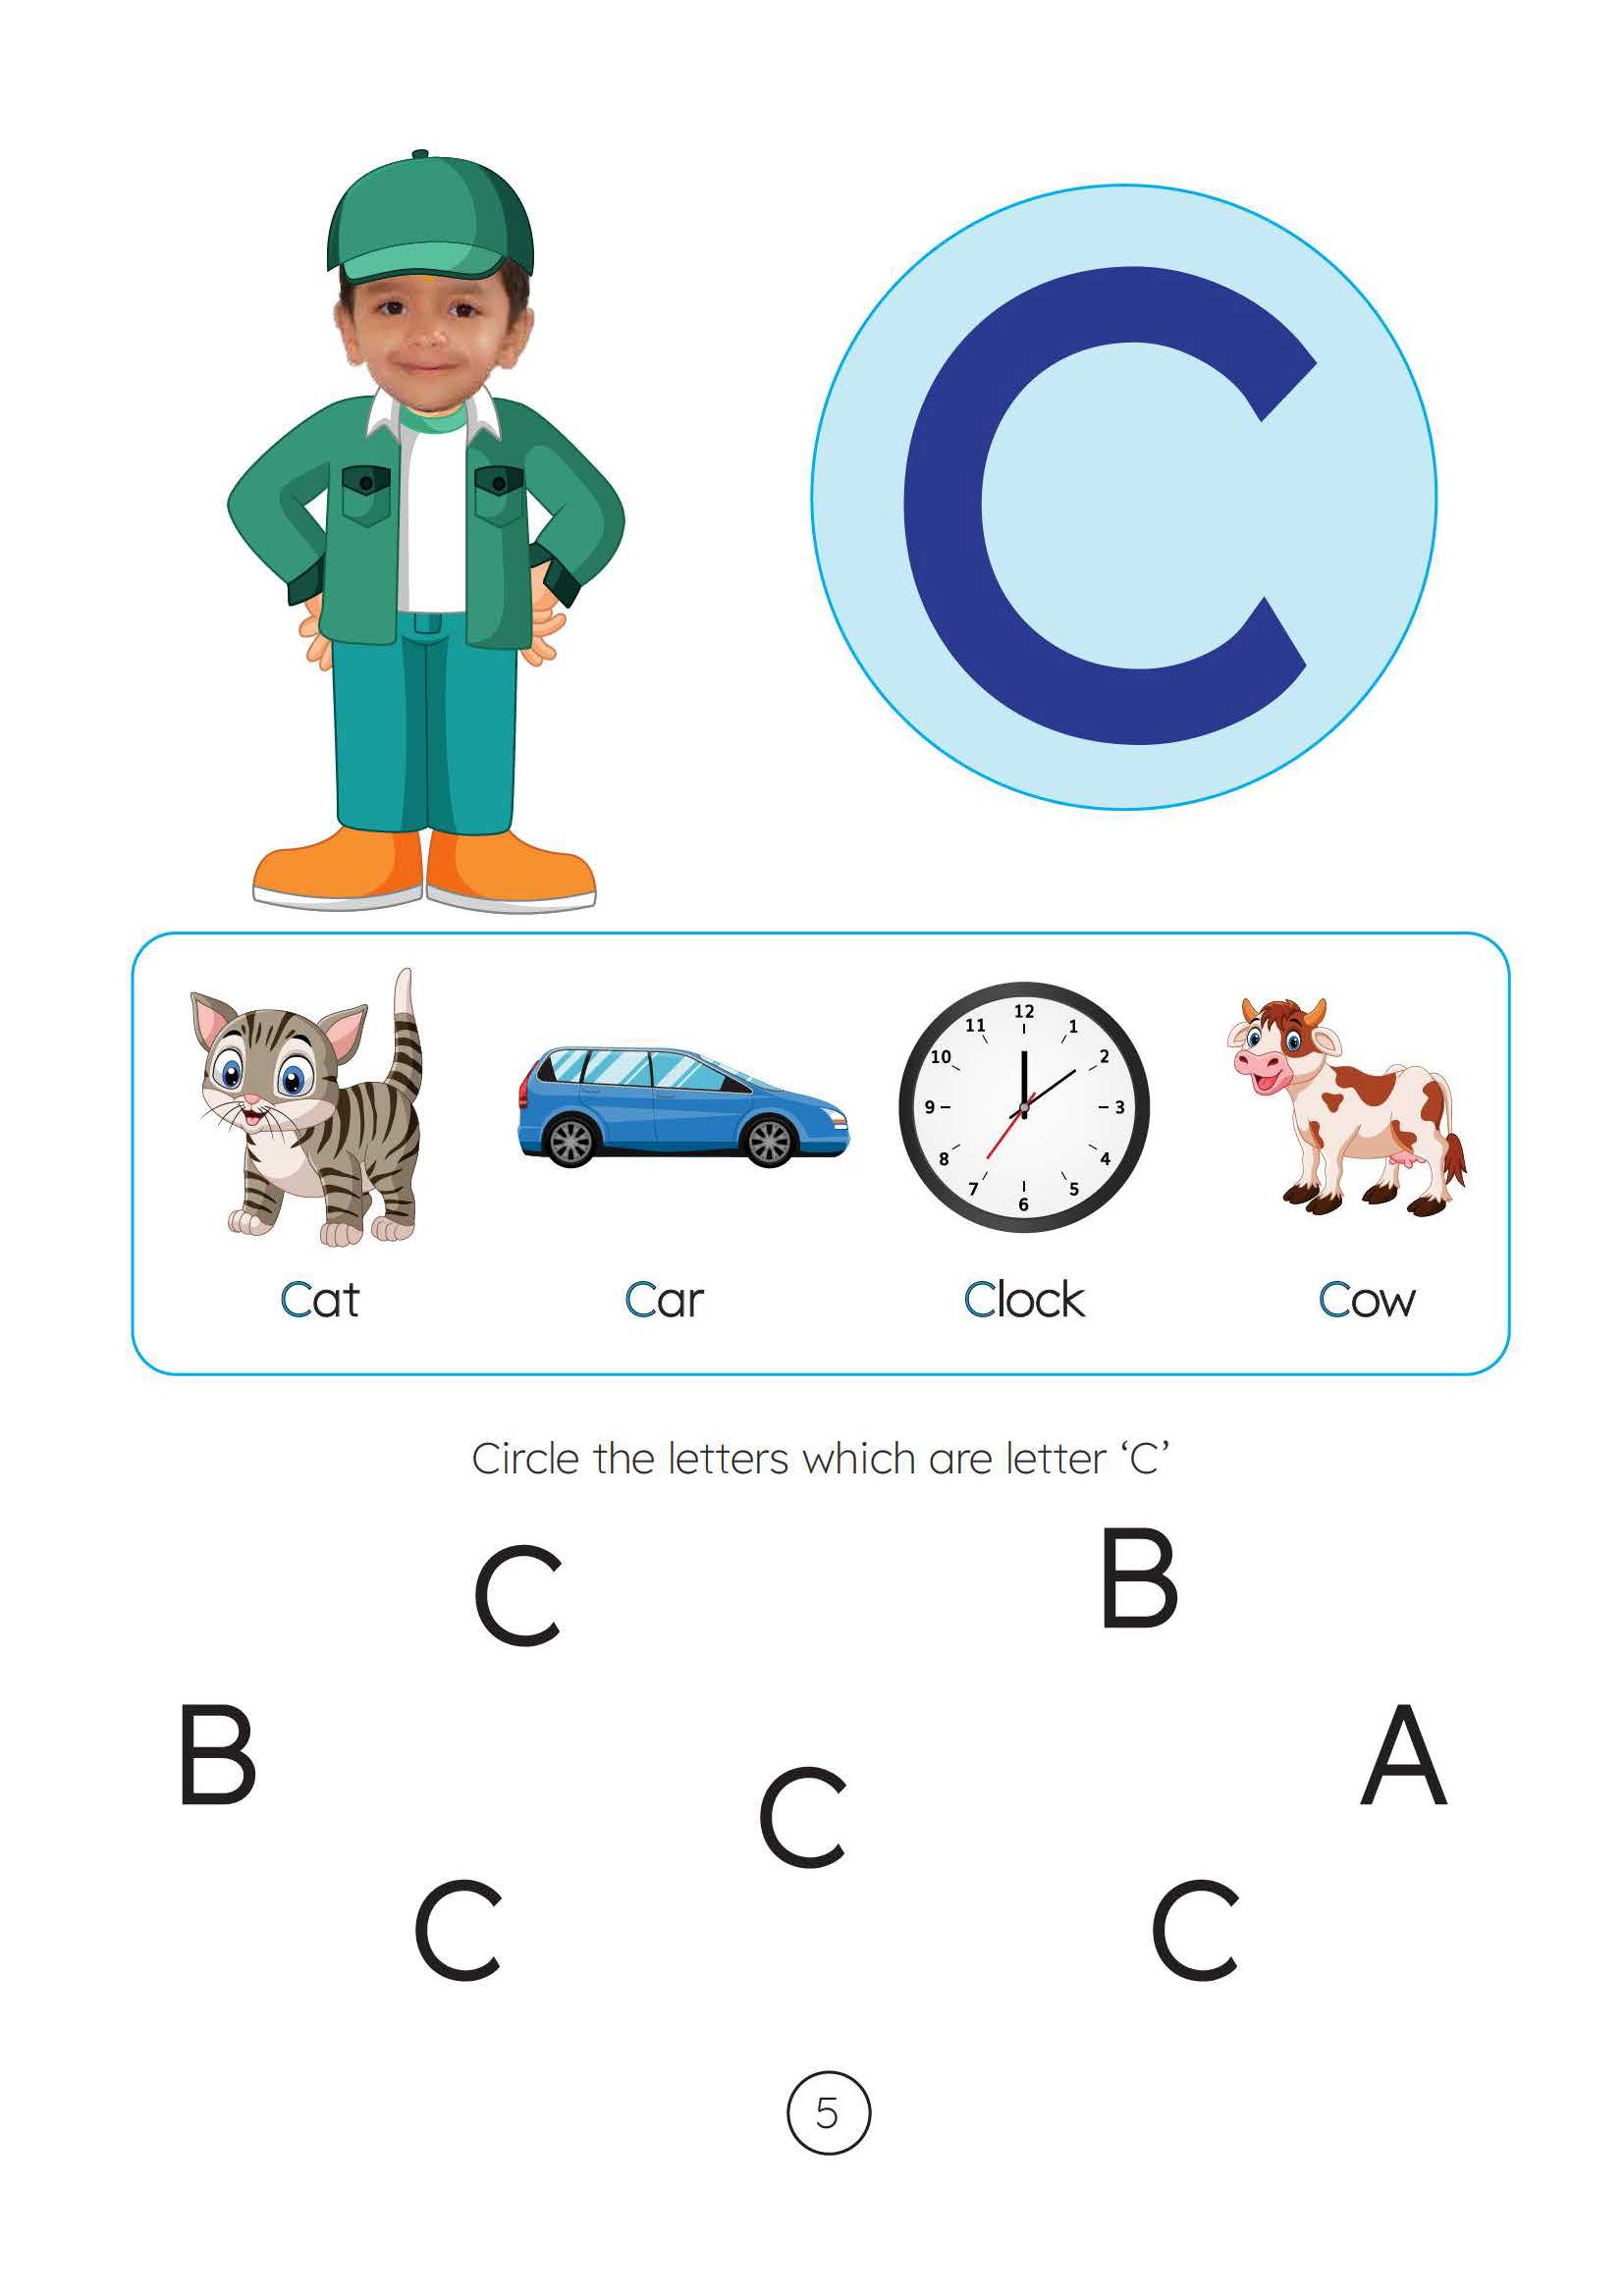 C
12
11 1
10 2
9 3
8 4
7 5
6
Cat Car Clock Cow
Circle the letters which are letter ‘C’
C B
B A
C
C C
5